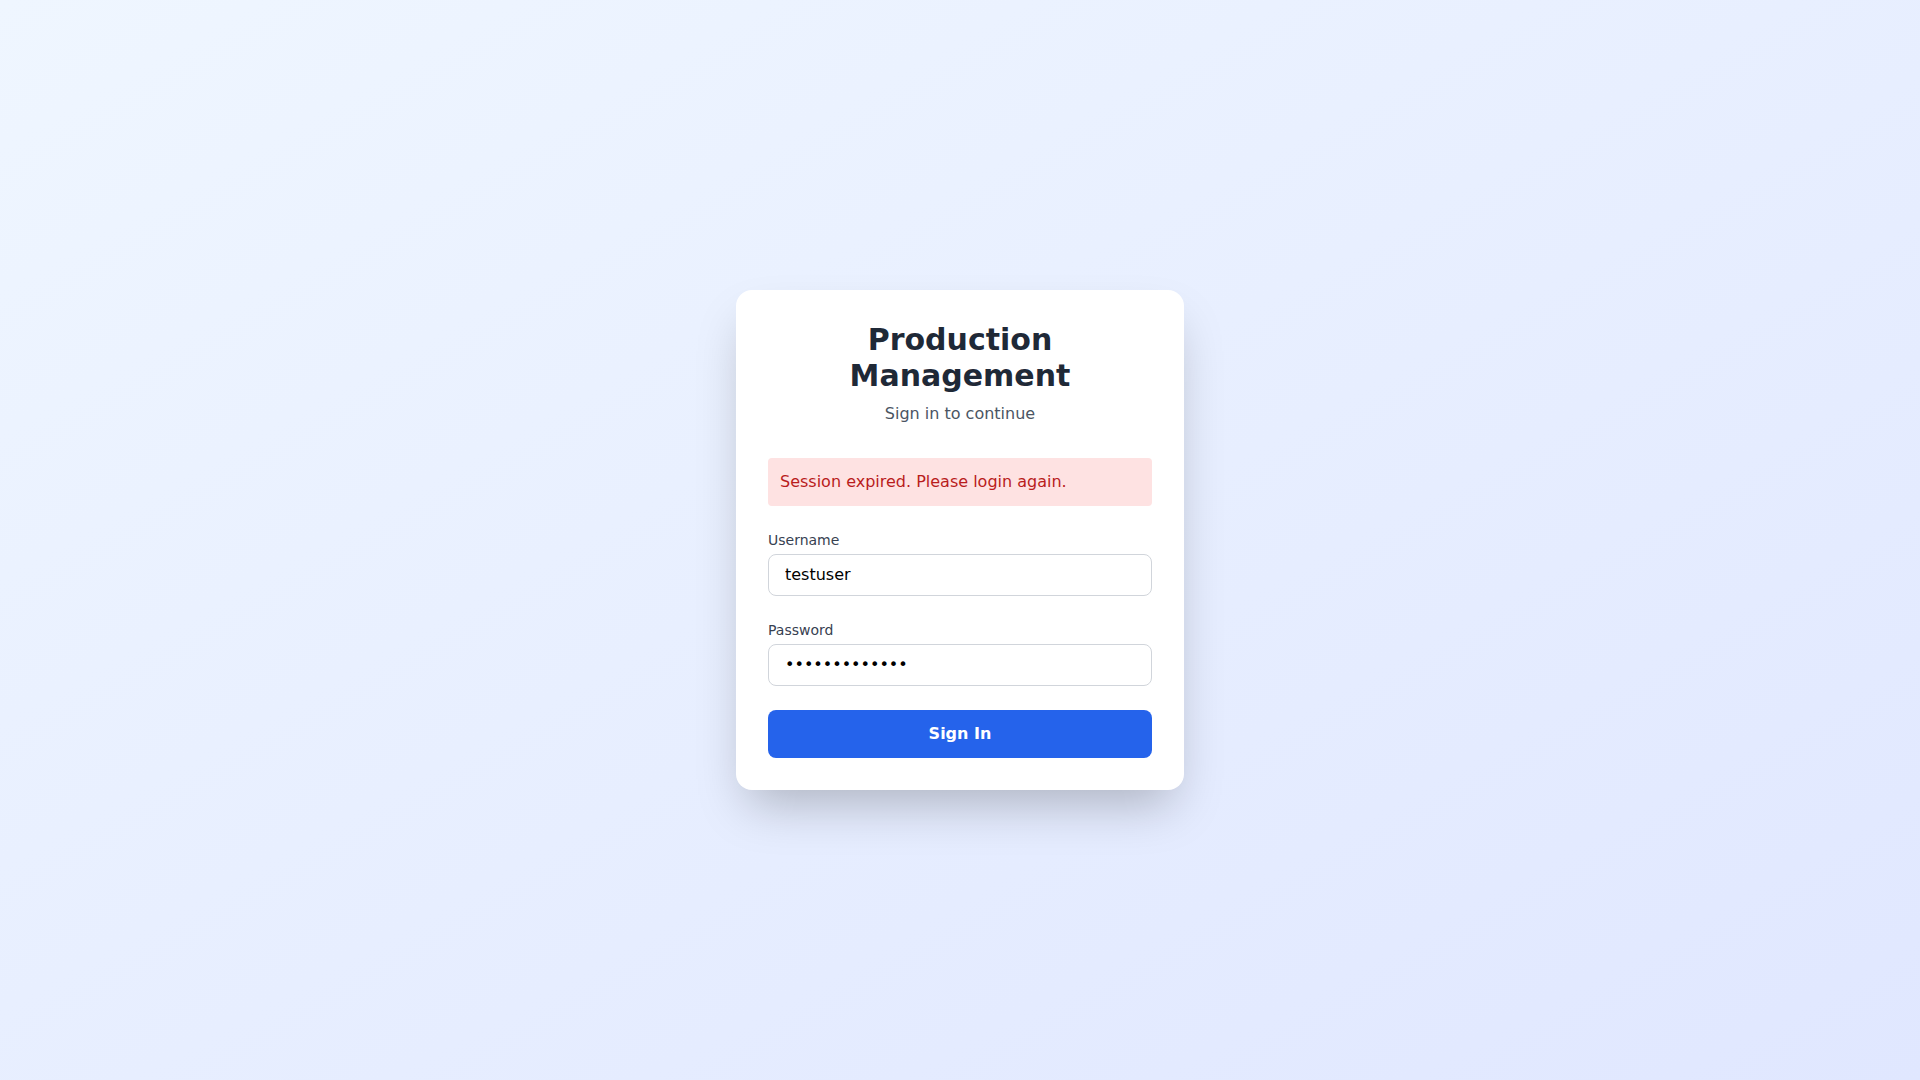 Production
Management
Sign in to continue
Session expired. Please login again.
Username
testuser
Password
•••••••••••••
Sign In